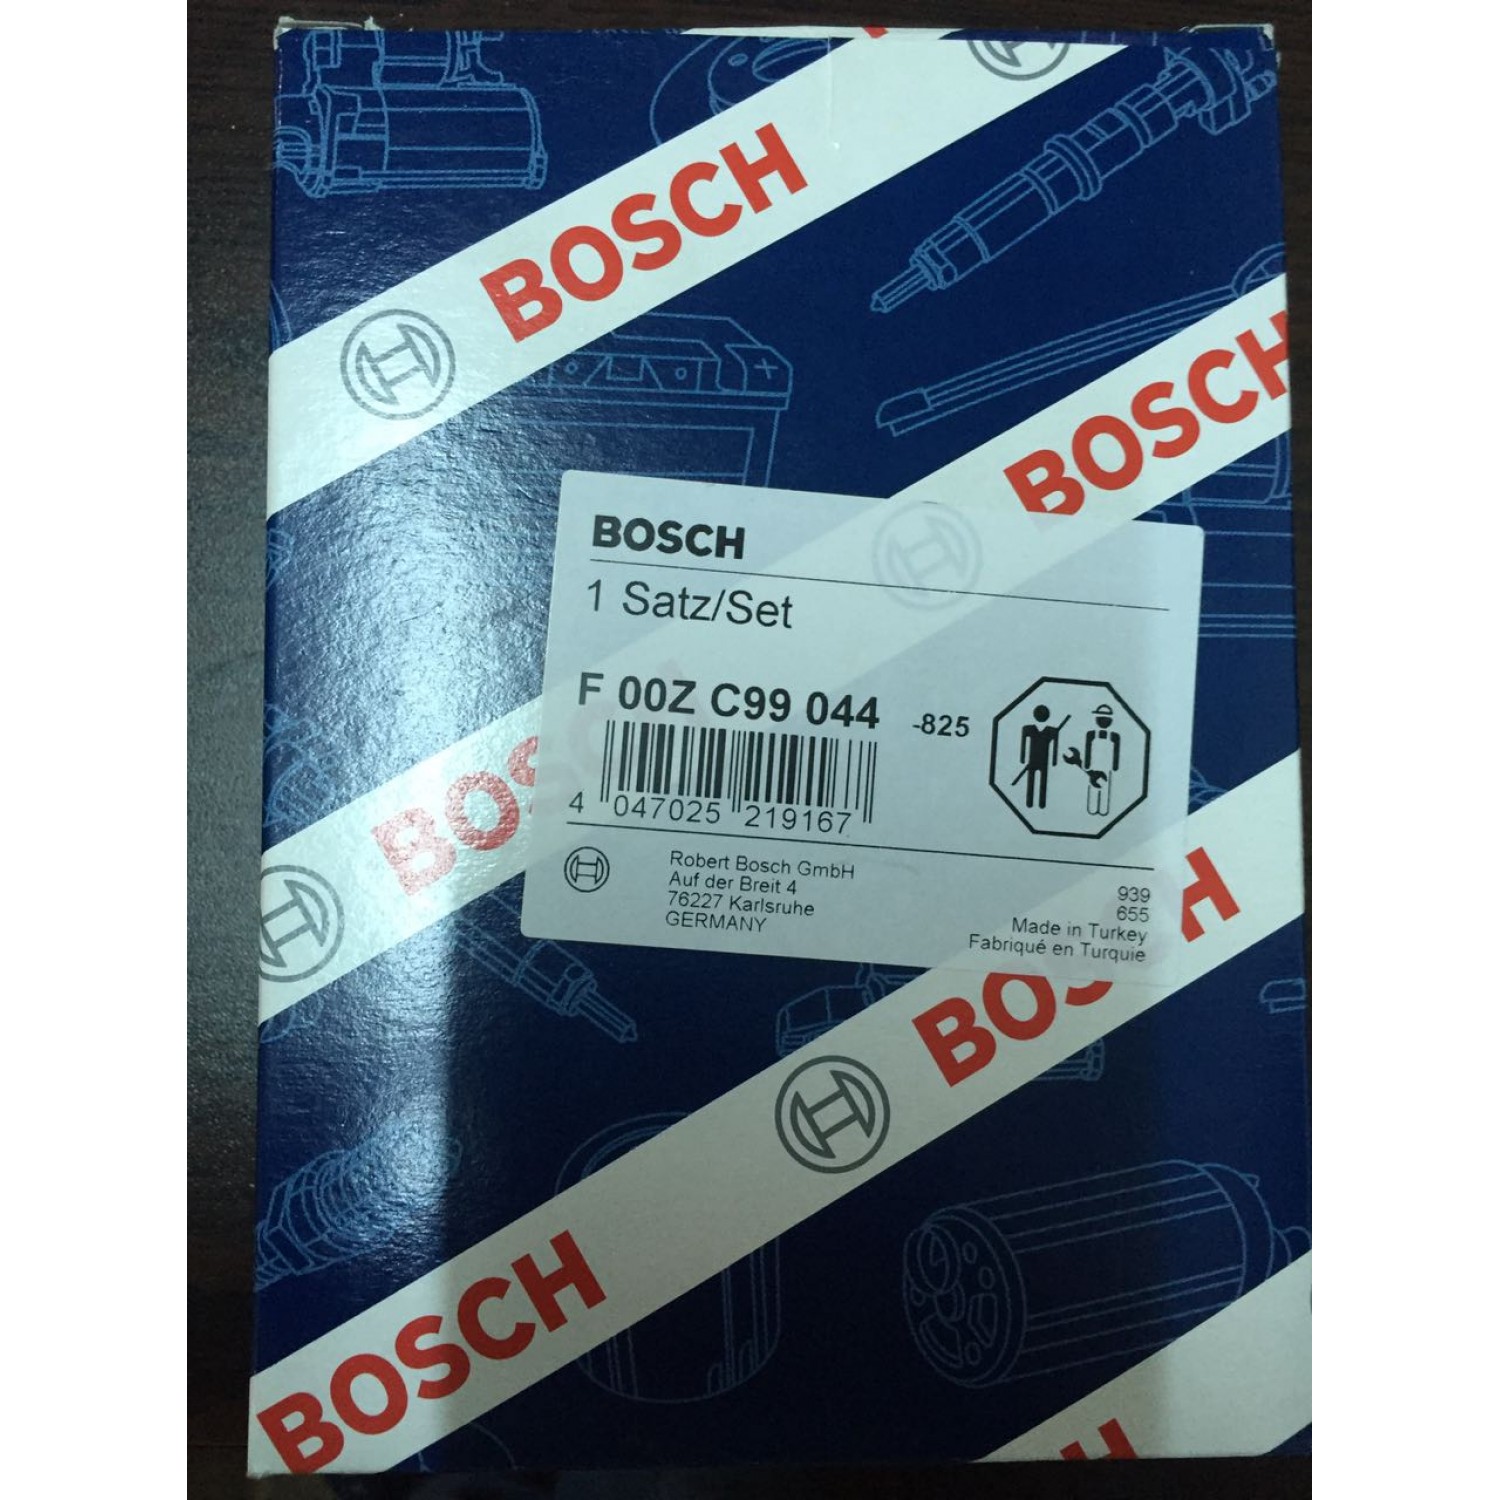 BOSCH
BOSCH
BOSCH
1 Satz/Set
F 00Z C99 044 -825
4 047025 219167
Robert Bosch GmbH
Auf der Breit 4
76227 Karlsruhe
GERMANY
939
655
Made in Turkey
Fabriqué en Turquie
BOSCH
BOSCH
BOSCH